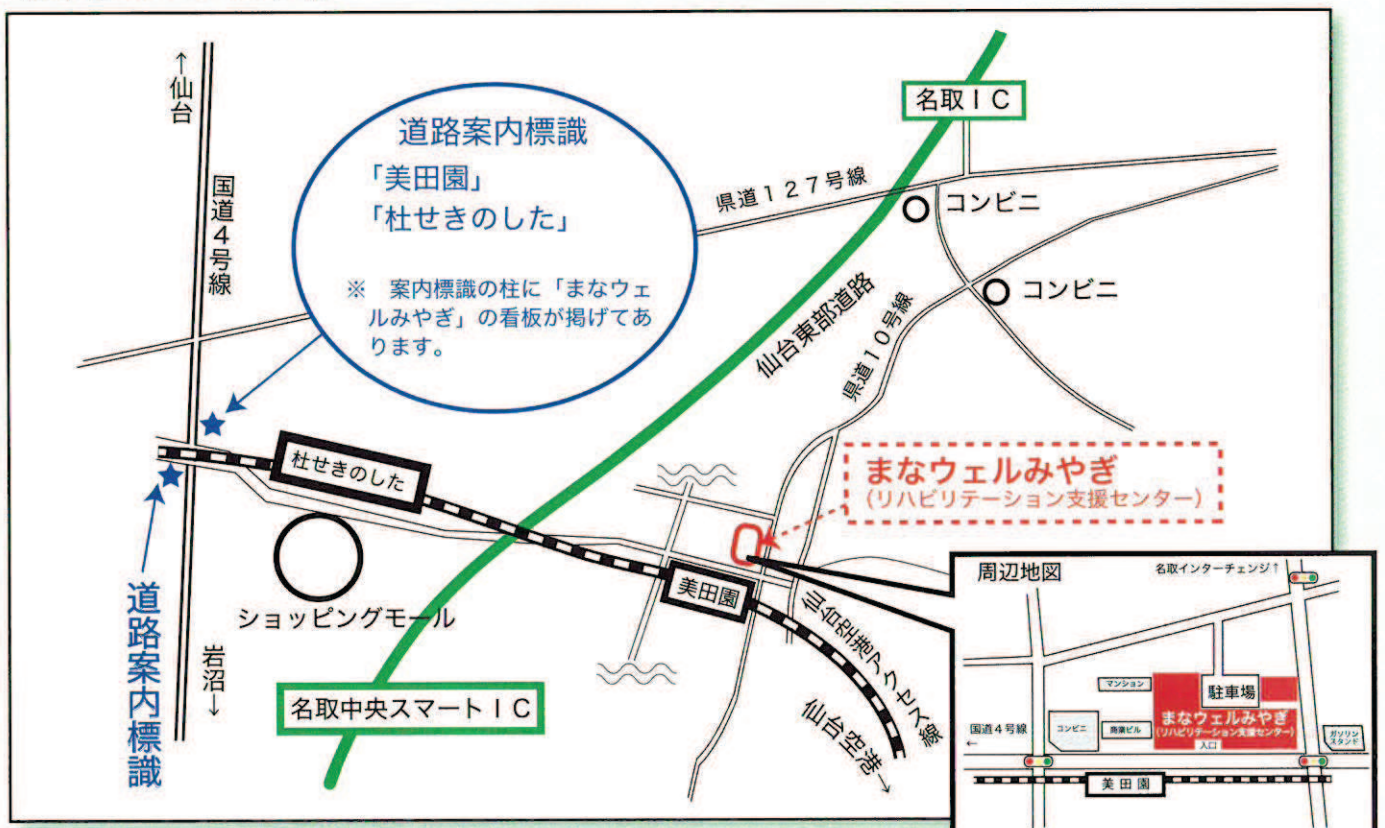 ↑仙台
国道4号線
道路案内標識
「美田園」
「杜せきのした」
※　案内標識の柱に「まなウェ
ルみやぎ」の看板が掲げてあ
ります。
名取IC
県道127号線
コンビニ
コンビニ
仙台東部道路
県道10号線
杜せきのした
まなウェルみやぎ
(リハビリテーション支援センター)
ショッピングモール
美田園
道路案内標識
岩沼→
名取中央スマートIC
仙台空港アクセス線
仙台空港→
周辺地図
名取インターチェンジ↑
マンション
駐車場
まなウェルみやぎ
(リハビリテーション支援センター)
入口
国道4号線
←
コンビニ
商業ビル
ガソリン
スタンド
美田園